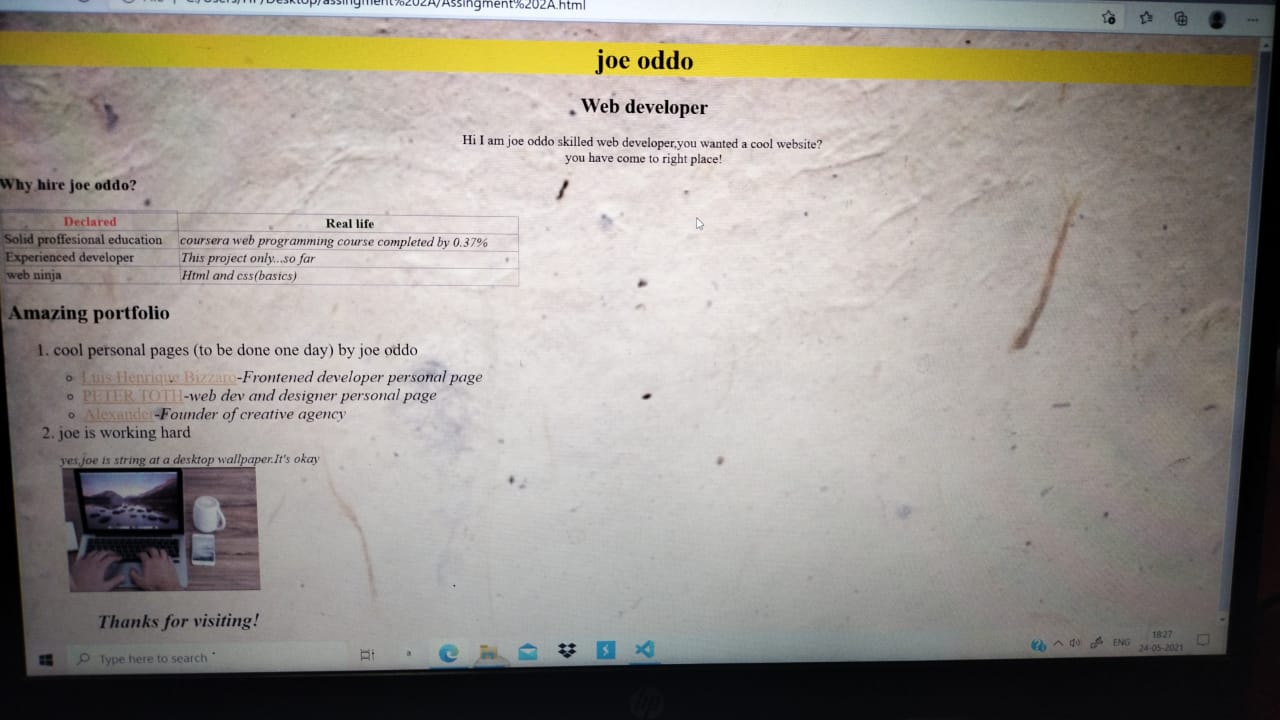 /Desktop/assingment%202A/Assingment%202A.html
joe oddo
Web developer
Hi I am joe oddo skilled web developer,you wanted a cool website?
you have come to right place!
Why hire joe oddo?
Declared Real life
Solid proffesional education coursera web programming course completed by 0.37%
Experienced developer This project only...so far
web ninja Html and css(basics)
Amazing portfolio
1. cool personal pages (to be done one day) by joe oddo
Luis Henrique Bizzaro-Frontened developer personal page
PETER TOTH-web dev and designer personal page
Alexander-Founder of creative agency
2. joe is working hard
yes,joe is string at a desktop wallpaper.It's okay
Thanks for visiting!
Type here to search
ENG
18:27
24-05-2021
hp